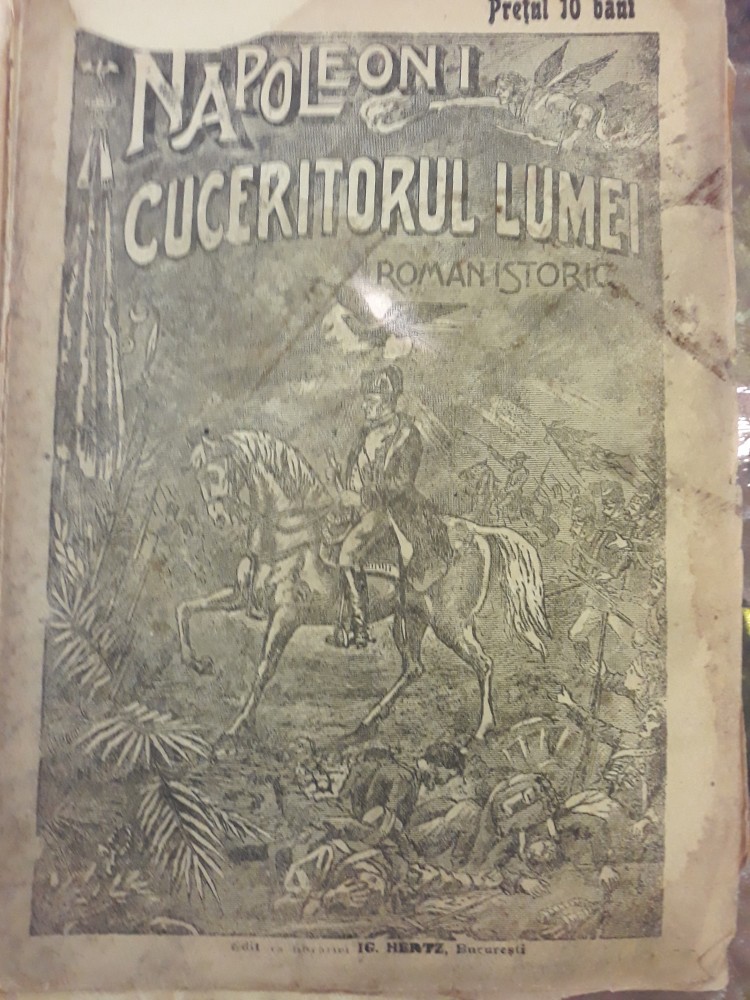 Prețul 10 bani
NAPOLEON I
CUCERITORUL LUMEI
ROMAN ISTORIC
IG. HERTZ, București